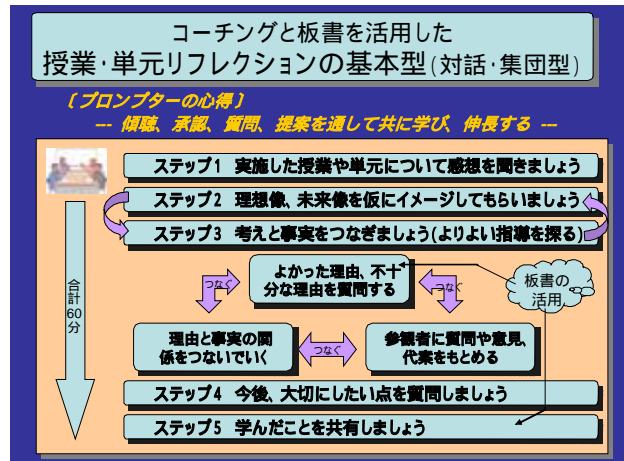 コーチングと板書を活用した
授業・単元リフレクションの基本型(対話・集団型)
〔プロンプターの心得〕
--- 傾聴、承認、質問、提案を通して共に学び、伸長する ---
ステップ1 実施した授業や単元について感想を聞きましょう
ステップ2 理想像、未来像を仮にイメージしてもらいましょう
ステップ3 考えと事実をつなぎましょう(よりよい指導を探る)
合計60分
よかった理由、不十
分な理由を質問する
つなぐ
つなぐ
板書の
活用
理由と事実の関
係をつないでいく
つなぐ
参観者に質問や意見、
代案をもとめる
ステップ4 今後、大切にしたい点を質問しましょう
ステップ5 学んだことを共有しましょう